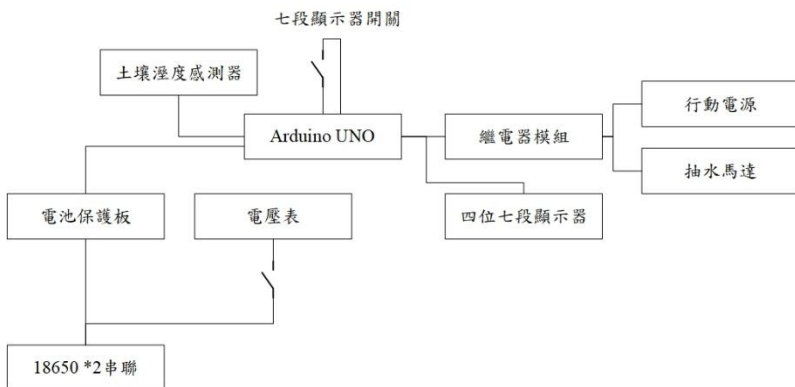 七段顯示器開關
土壤溼度感測器
行動電源
Arduino UNO
繼電器模組
抽水馬達
電池保護板
電壓表
四位七段顯示器
18650 *2串聯